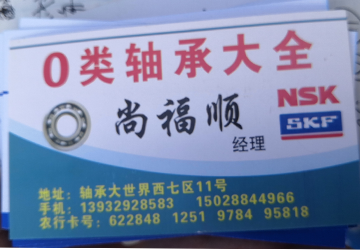 0类轴承大全
尚福顺
经理
NSK
SKF
地址：轴承大世界西七区11号
手机：13932928583 15028844966
农行卡号：622848 1251 9784 95818